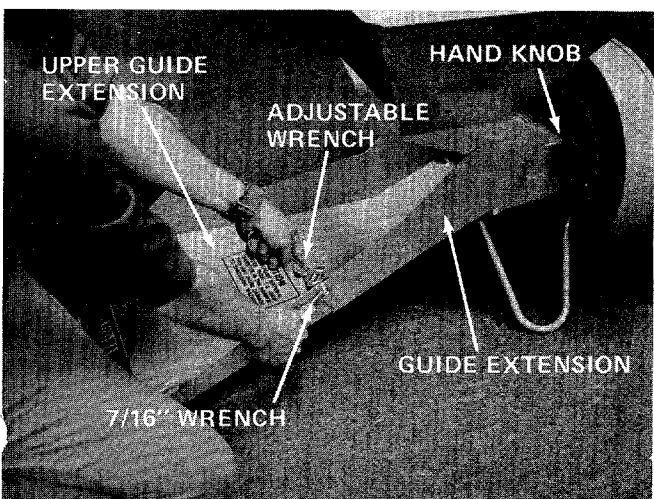 UPPER GUIDE
EXTENSION
HAND KNOB
ADJUSTABLE
WRENCH
GUIDE EXTENSION
7/16" WRENCH